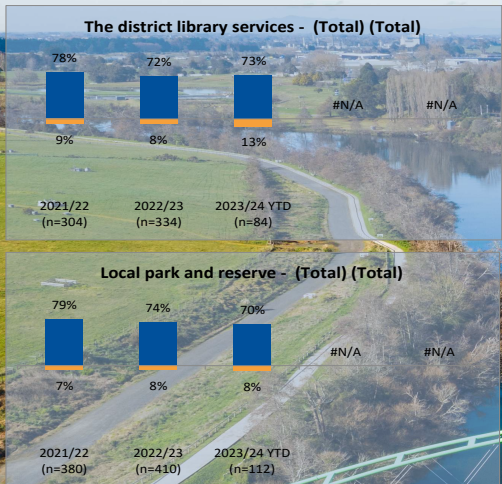 The district library services - (Total) (Total)
78% 72% 73%
#N/A #N/A
9% 8% 13%
2021/22 2022/23 2023/24 YTD
(n=304) (n=334) (n=84)
Local park and reserve - (Total) (Total)
79% 74% 70%
#N/A #N/A
7% 8% 8%
2021/22 2022/23 2023/24 YTD
(n=380) (n=410) (n=112)